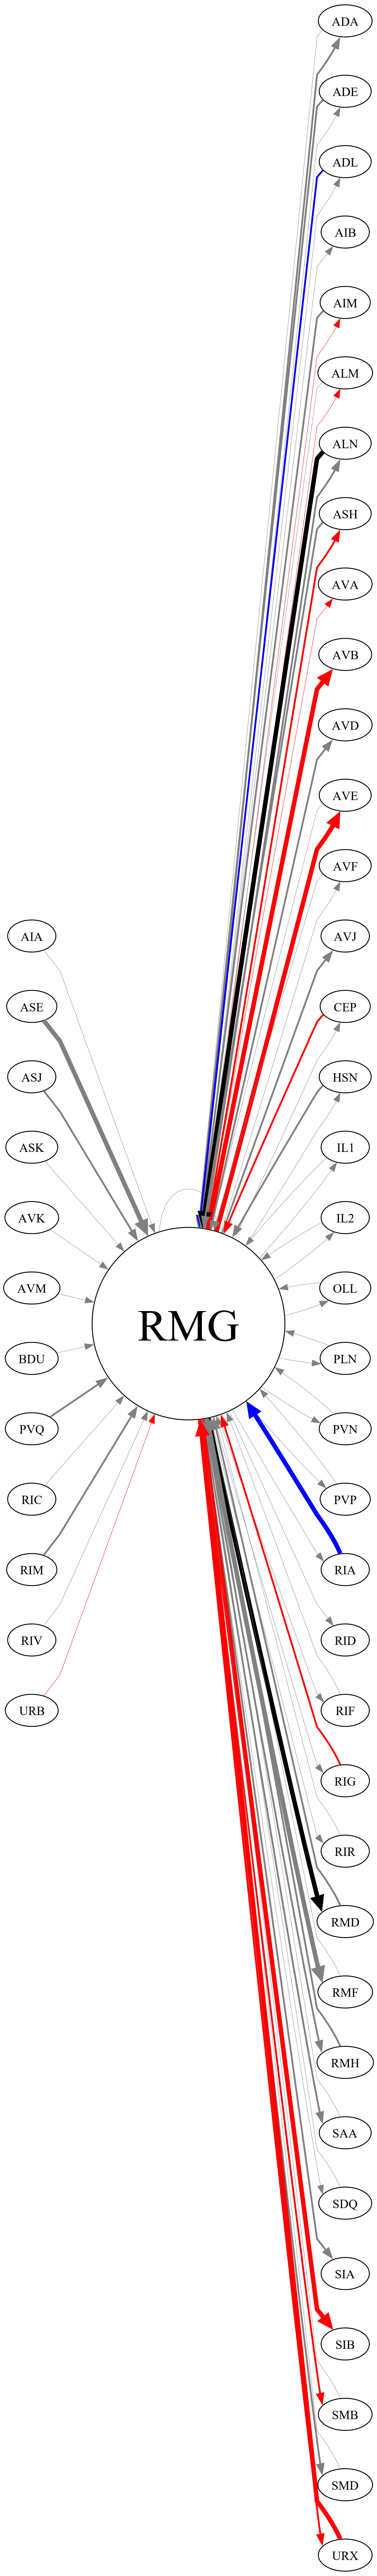 ADA
ADE
ADL
AIB
AIM
ALM
ALN
ASH
AVA
AVB
AVD
AVE
AVF
AIA
AVJ
ASE
CEP
ASJ
HSN
ASK
IL1
AVK
IL2
AVM
OLL
RMG
BDU
PLN
PVQ
PVN
RIC
PVP
RIM
RIA
RIV
RID
URB
RIF
RIG
RIR
RMD
RMF
RMH
SAA
SDQ
SIA
SIB
SMB
SMD
URX